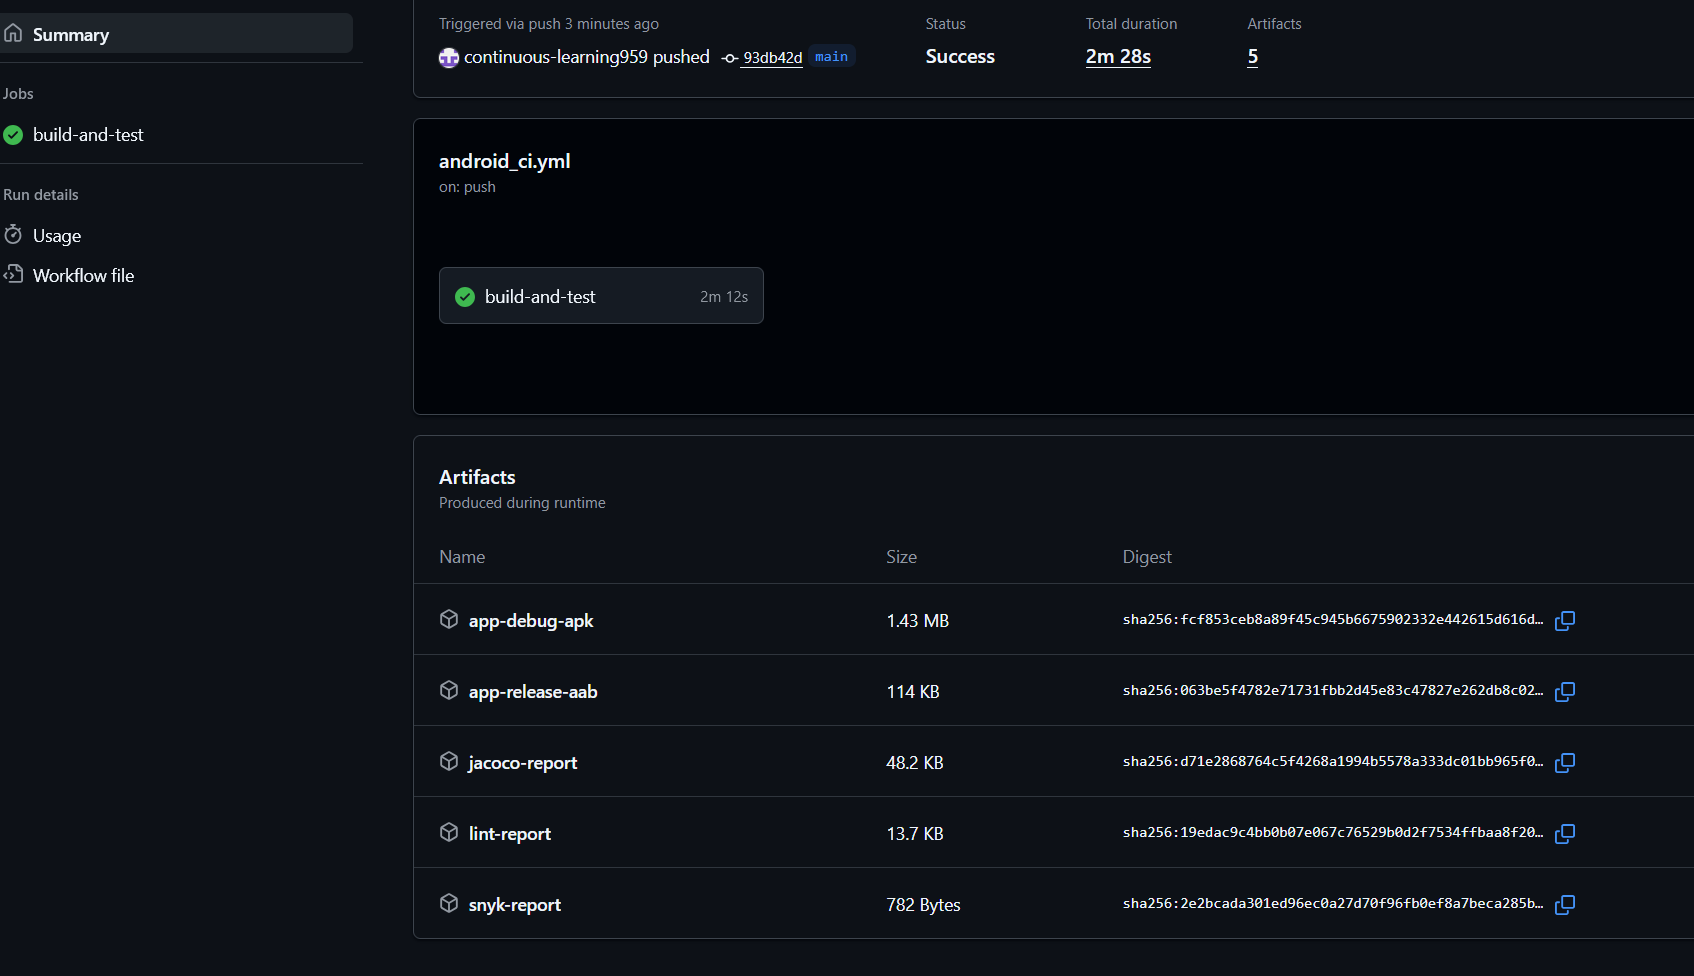 Summary
Jobs
build-and-test
Run details
Usage
Workflow file
Triggered via push 3 minutes ago
continuous-learning959 pushed 93db42d main
Status
Success
Total duration
2m 28s
Artifacts
5
android_ci.yml
on: push
build-and-test 2m 12s
Artifacts
Produced during runtime
Name Size Digest
app-debug-apk 1.43 MB sha256:fcf853ceb8a89f45c945b6675902332e442615d616d…
app-release-aab 114 KB sha256:063be5f4782e71731fbb2d45e83c47827e262db8c02…
jacoco-report 48.2 KB sha256:d71e2868764c5f4268a1994b5578a333dc01bb965f0…
lint-report 13.7 KB sha256:19edac9c4bb0b07e067c76529b0d2f7534ffbaa8f20…
snyk-report 782 Bytes sha256:2e2bcada301ed96ec0a27d70f96fb0ef8a7beca285b…